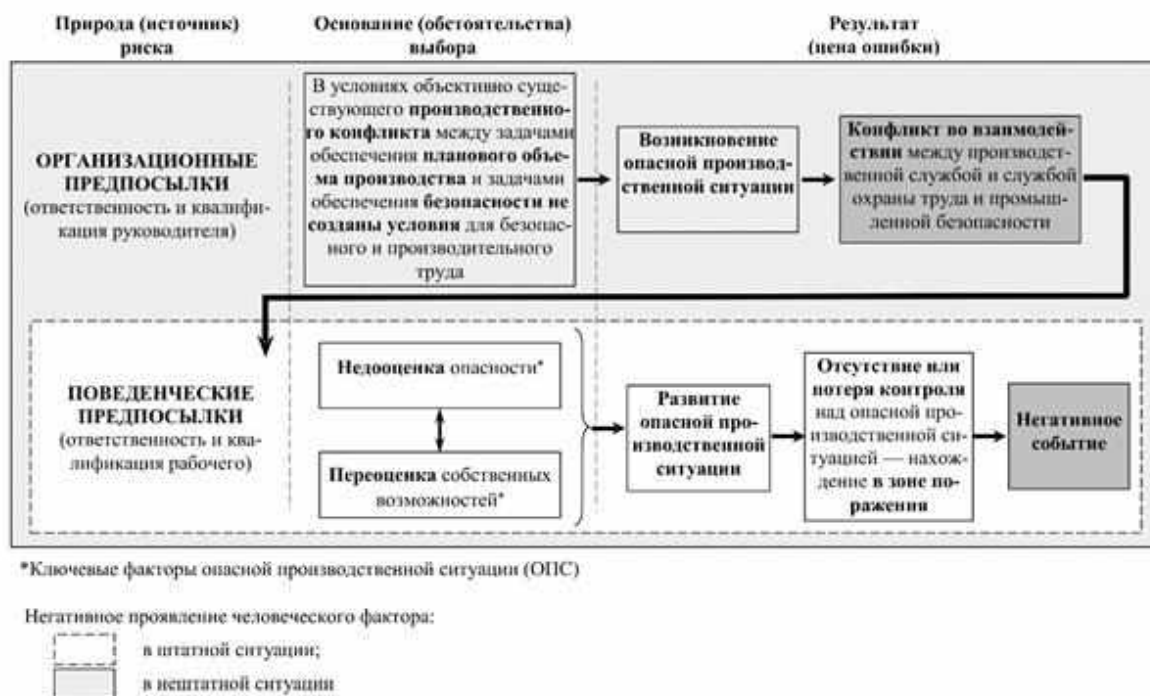 Природа (источник)
риска
Основание (обстоятельства)
выбора
Результат
(цена ошибки)
ОРГАНИЗАЦИОННЫЕ
ПРЕДПОСЫЛКИ
(ответственность и квалифи-
кация руководителя)
В условиях объективно суще-
ствующего производственно-
го конфликта между задачами
обеспечения планового объе-
ма производства и задачами
обеспечения безопасности не
созданы условия для безопас-
ного и производительного
труда
Возникновение
опасной производ-
ственной ситуации
Конфликт во взаимодей-
ствии между производст-
венной службой и службой
охраны труда и промыш-
ленной безопасности
ПОВЕДЕНЧЕСКИЕ
ПРЕДПОСЫЛКИ
(ответственность и ква-
лификация рабочего)
Недооценка опасности*
Переоценка собственных
возможностей*
Развитие
опасной про-
изводственной
ситуации
Отсутствие или
потеря контроля
над опасной про-
изводственной си-
туацией — нахож-
дение в зоне по-
ражения
Негативное
событие
*Ключевые факторы опасной производственной ситуации (ОПС)
Негативное проявление человеческого фактора:
в штатной ситуации;
в нештатной ситуации